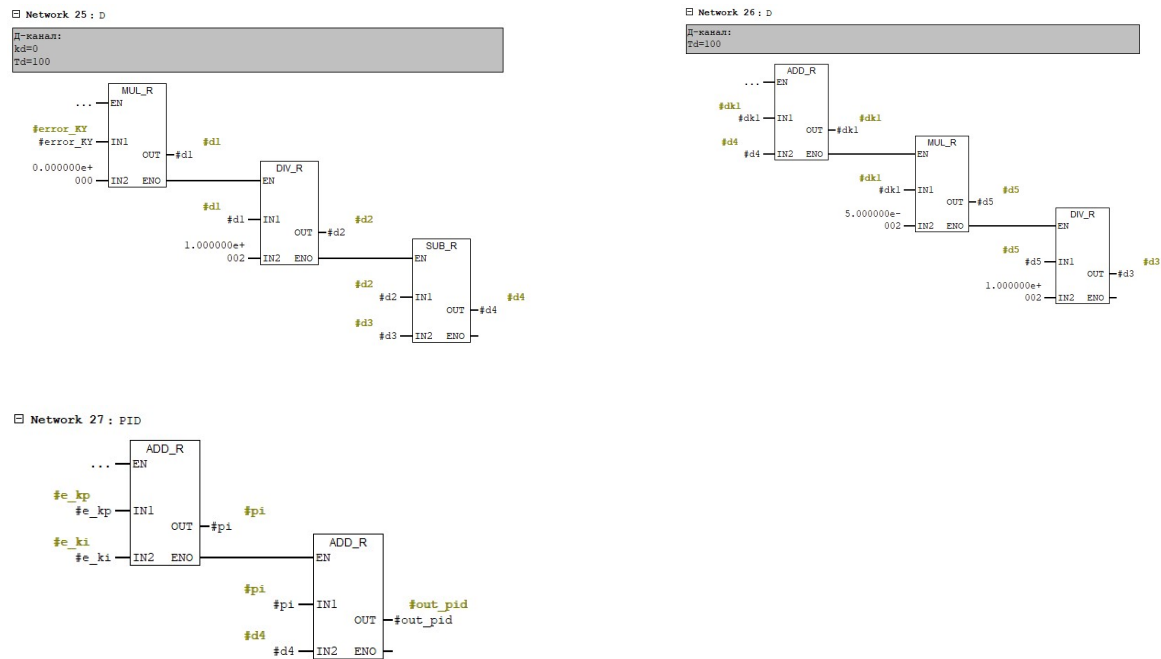 Network 25 : D
Д-канал:
kd=0
Td=100
MUL_R
... EN
#error_KY
#error_KY IN1
#d1
OUT #d1
0.000000e+
000 IN2 ENO
DIV_R
EN
#d1
#d1 IN1
#d2
OUT #d2
1.000000e+
002 IN2 ENO
SUB_R
EN
#d2
#d2 IN1
#d4
OUT #d4
#d3
#d3 IN2 ENO
Network 26 : D
Д-канал:
Td=100
ADD_R
... EN
#dk1
#dk1 IN1
#dk1
OUT #dk1
#d4
#d4 IN2 ENO
MUL_R
EN
#dk1
#dk1 IN1
#d5
OUT #d5
5.000000e-
002 IN2 ENO
DIV_R
EN
#d5
#d5 IN1
#d3
OUT #d3
1.000000e+
002 IN2 ENO
Network 27 : PID
ADD_R
... EN
#e_kp
#e_kp IN1
#pi
OUT #pi
#e_ki
#e_ki IN2 ENO
ADD_R
EN
#pi
#pi IN1
#out_pid
OUT #out_pid
#d4
#d4 IN2 ENO